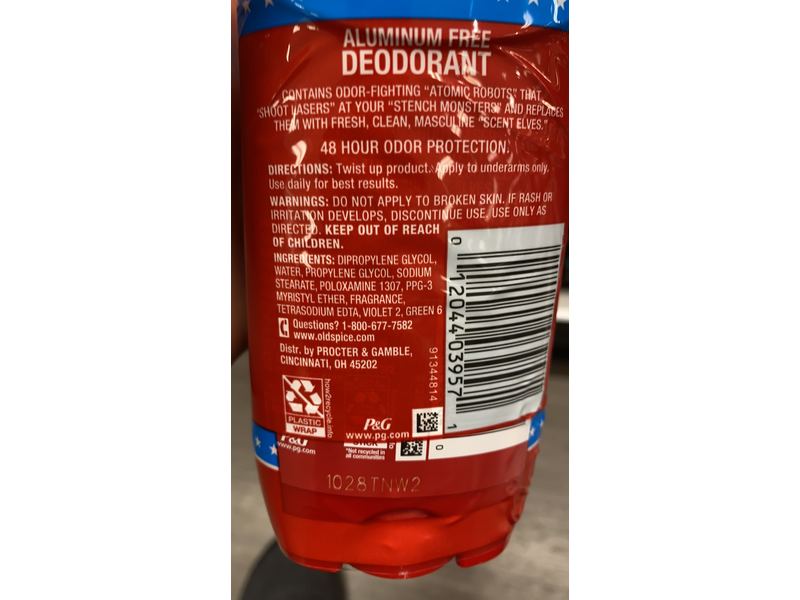 ALUMINUM FREE
DEODORANT
CONTAINS ODOR-FIGHTING "ATOMIC ROBOTS" THAT
"SHOOT LASERS" AT YOUR "STENCH MONSTERS" AND REPLACES
THEM WITH FRESH, CLEAN, MASCULINE "SCENT ELVES."
48 HOUR ODOR PROTECTION.
DIRECTIONS: Twist up product. Apply to underarms only.
Use daily for best results.
WARNINGS: DO NOT APPLY TO BROKEN SKIN. IF RASH OR
IRRITATION DEVELOPS, DISCONTINUE USE. USE ONLY AS
DIRECTED. KEEP OUT OF REACH
OF CHILDREN.
INGREDIENTS: DIPROPYLENE GLYCOL,
WATER, PROPYLENE GLYCOL, SODIUM
STEARATE, POLOXAMINE 1307, PPG-3
MYRISTYL ETHER, FRAGRANCE,
TETRASODIUM EDTA, VIOLET 2, GREEN 6
Questions? 1-800-677-7582
www.oldspice.com
Distr. by PROCTER & GAMBLE,
CINCINNATI, OH 45202
91344814
0 12044 03957 1
how2recycle.info
PLASTIC
WRAP
P&G
www.pg.com
P&G
www.pg.com
*Not recycled in
all communities
0
1028TNW2